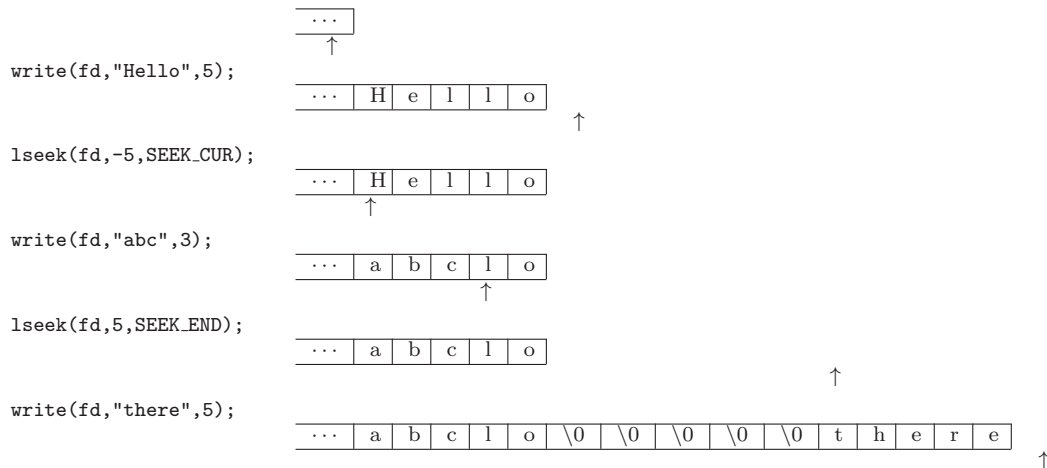 ···
↑
write(fd,"Hello",5);
··· H e l l o
↑
lseek(fd,-5,SEEK_CUR);
··· H e l l o
↑
write(fd,"abc",3);
··· a b c l o
↑
lseek(fd,5,SEEK_END);
··· a b c l o
↑
write(fd,"there",5);
··· a b c l o \0 \0 \0 \0 \0 t h e r e
↑